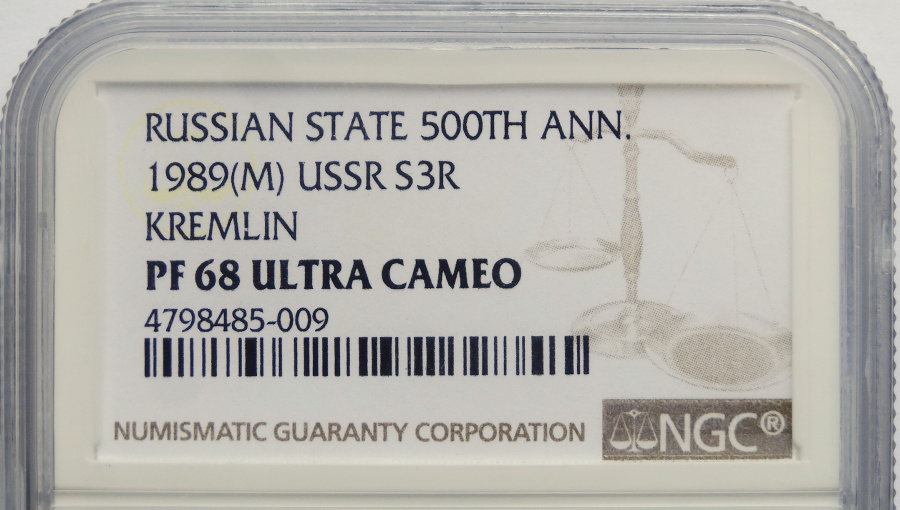 RUSSIAN STATE 500TH ANN.
1989(M) USSR S3R
KREMLIN
PF 68 ULTRA CAMEO
4798485-009
NUMISMATIC GUARANTY CORPORATION
NGC®